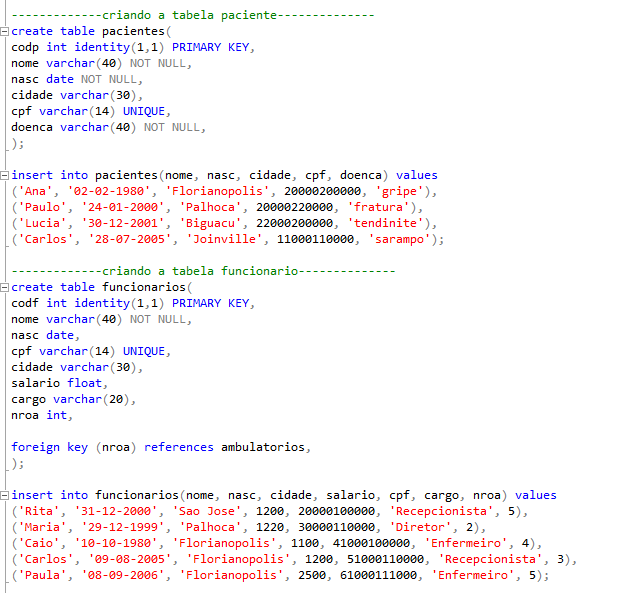 -------------criando a tabela paciente--------------
create table pacientes(
codp int identity(1,1) PRIMARY KEY,
nome varchar(40) NOT NULL,
nasc date NOT NULL,
cidade varchar(30),
cpf varchar(14) UNIQUE,
doenca varchar(40) NOT NULL,
);
insert into pacientes(nome, nasc, cidade, cpf, doenca) values
('Ana', '02-02-1980', 'Florianopolis', 20000200000, 'gripe'),
('Paulo', '24-01-2000', 'Palhoca', 20000220000, 'fratura'),
('Lucia', '30-12-2001', 'Biguacu', 22000200000, 'tendinite'),
('Carlos', '28-07-2005', 'Joinville', 11000110000, 'sarampo');
-------------criando a tabela funcionario--------------
create table funcionarios(
codf int identity(1,1) PRIMARY KEY,
nome varchar(40) NOT NULL,
nasc date,
cpf varchar(14) UNIQUE,
cidade varchar(30),
salario float,
cargo varchar(20),
nroa int,
foreign key (nroa) references ambulatorios,
);
insert into funcionarios(nome, nasc, cidade, salario, cpf, cargo, nroa) values
('Rita', '31-12-2000', 'Sao Jose', 1200, 20000100000, 'Recepcionista', 5),
('Maria', '29-12-1999', 'Palhoca', 1220, 30000110000, 'Diretor', 2),
('Caio', '10-10-1980', 'Florianopolis', 1100, 41000100000, 'Enfermeiro', 4),
('Carlos', '09-08-2005', 'Florianopolis', 1200, 51000110000, 'Recepcionista', 3),
('Paula', '08-09-2006', 'Florianopolis', 2500, 61000111000, 'Enfermeiro', 5);